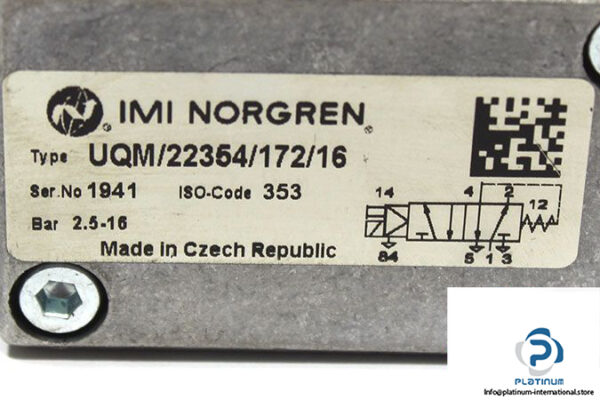 IMI NORGREN
Type UQM/22354/172/16
Ser.No 1941 ISO-Code 353
Bar 2.5-16
Made in Czech Republic
14 4 2 12
84 5 1 3
PLATINUM
Info@platinum-international.store